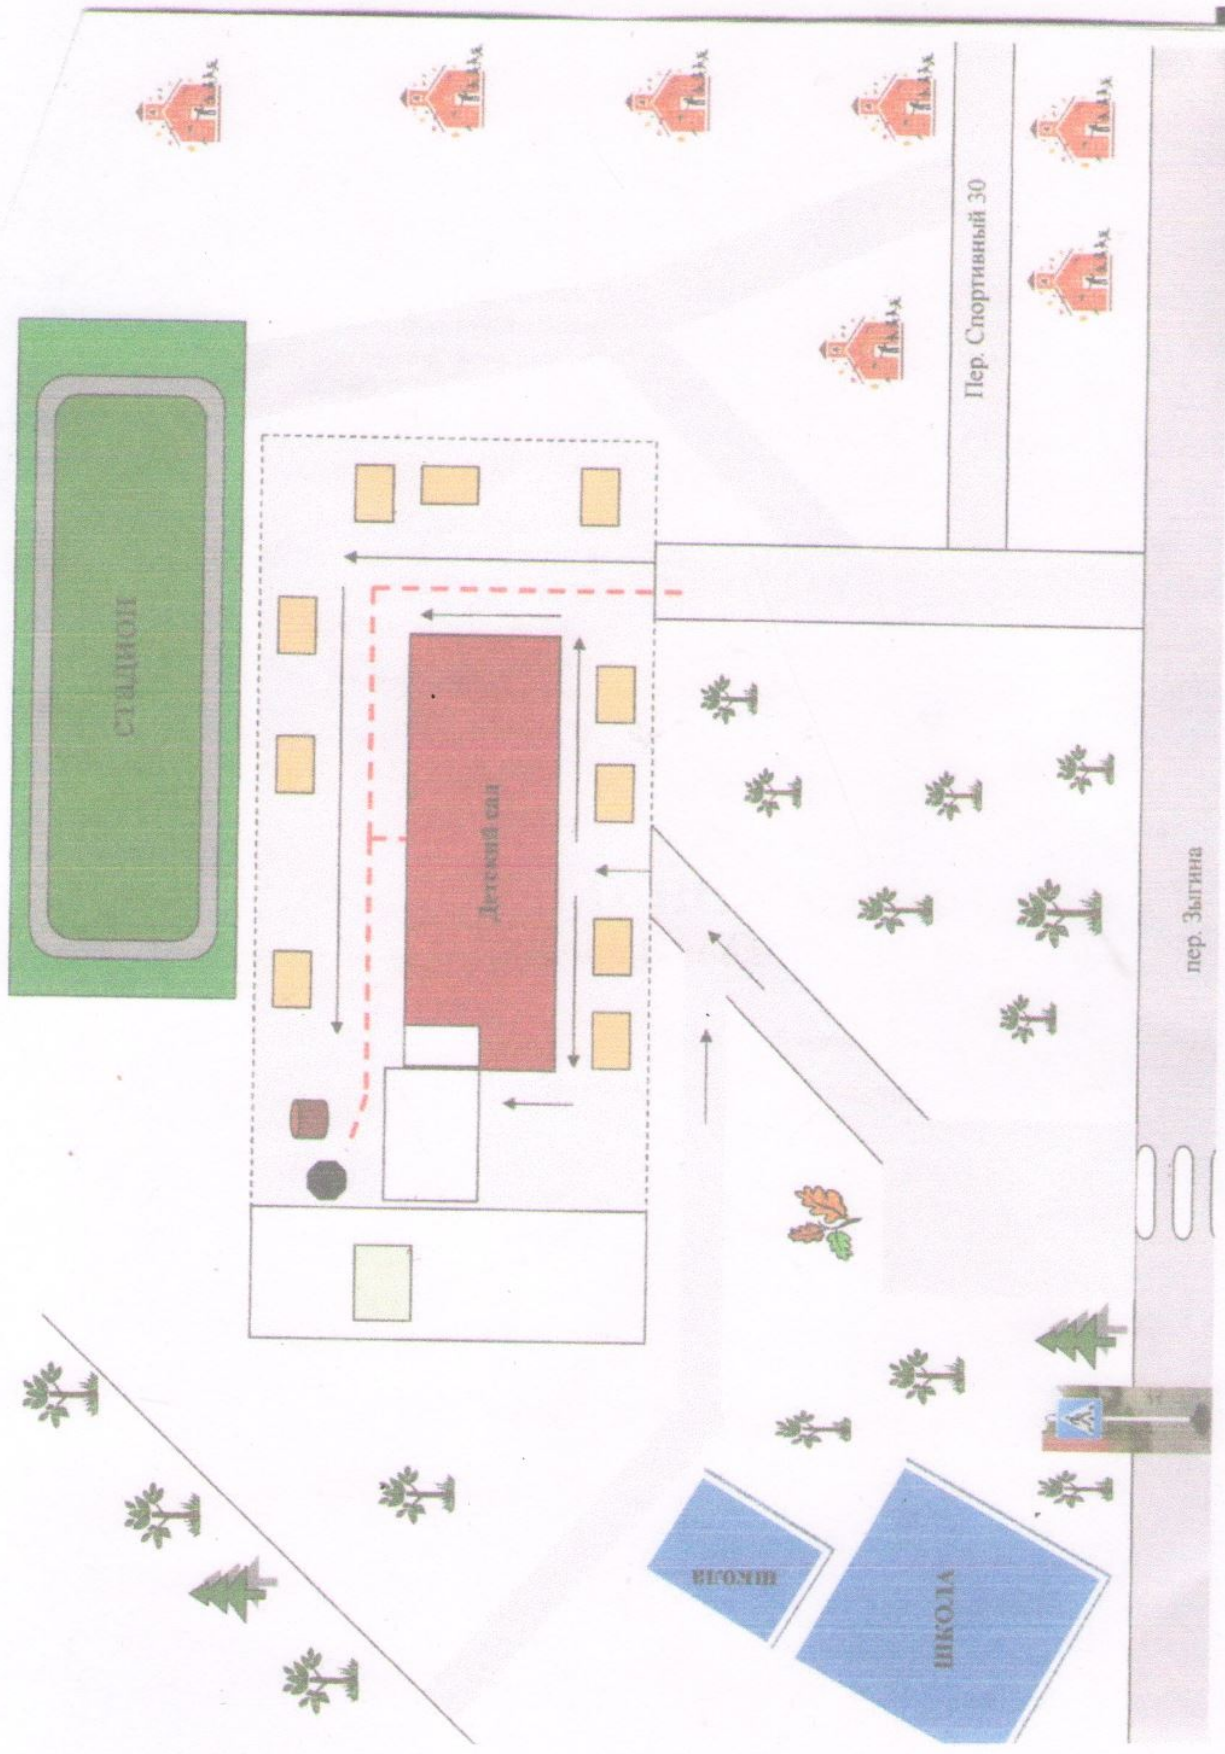 стадион
Пер. Спортивный 30
Детский сад
пер. Зыгина
школа
ШКОЛА